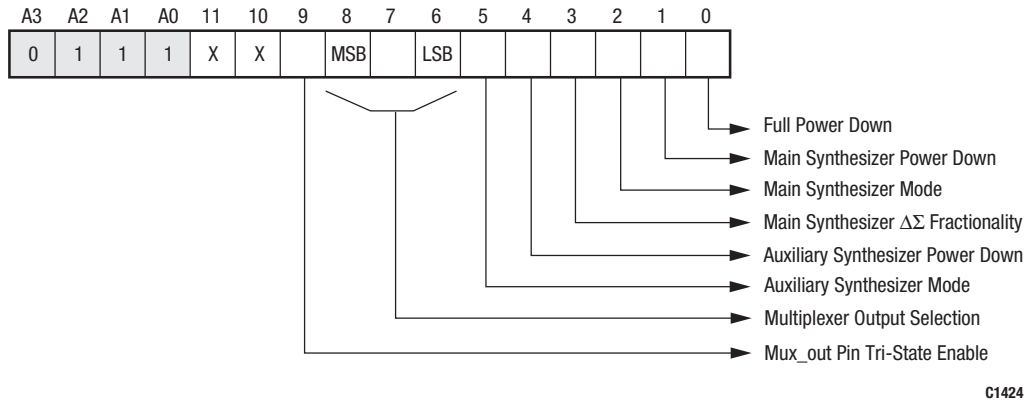 A3 A2 A1 A0 11 10 9 8 7 6 5 4 3 2 1 0
0 1 1 1 X X MSB LSB
Full Power Down
Main Synthesizer Power Down
Main Synthesizer Mode
Main Synthesizer ΔΣ Fractionality
Auxiliary Synthesizer Power Down
Auxiliary Synthesizer Mode
Multiplexer Output Selection
Mux_out Pin Tri-State Enable
C1424